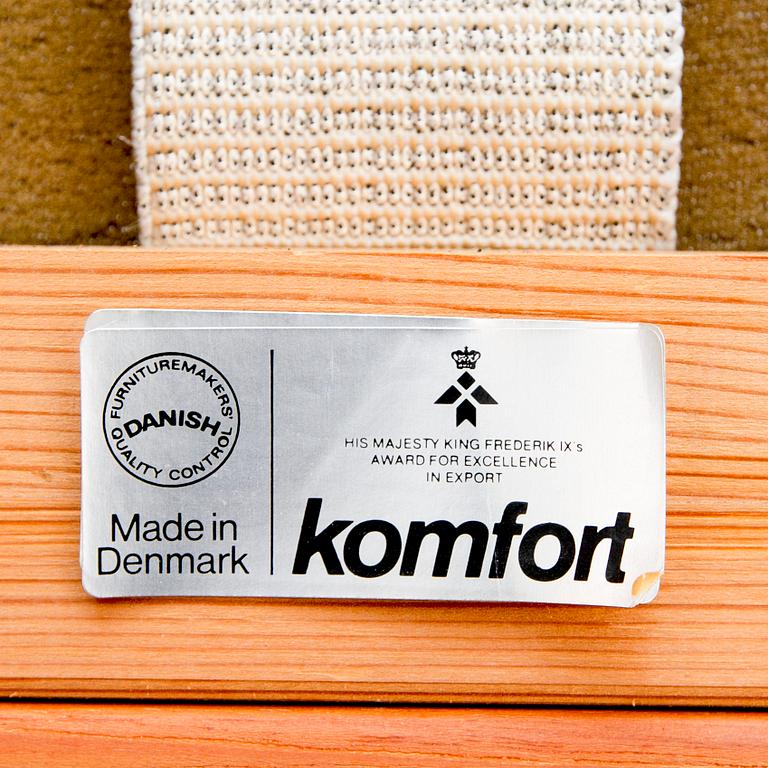 FURNITUREMAKERS'
DANISH
QUALITY CONTROL
Made in
Denmark
HIS MAJESTY KING FREDERIK IX's
AWARD FOR EXCELLENCE
IN EXPORT
komfort